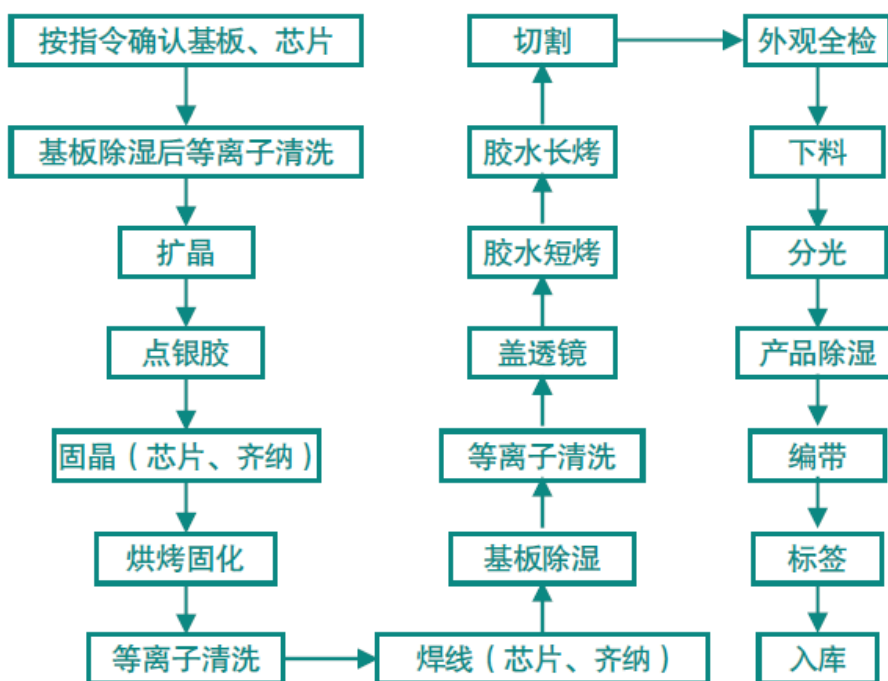 按指令确认基板、芯片
基板除湿后等离子清洗
扩晶
点银胶
固晶（芯片、齐纳）
烘烤固化
等离子清洗
焊线（芯片、齐纳）
基板除湿
等离子清洗
盖透镜
胶水短烤
胶水长烤
切割
外观全检
下料
分光
产品除湿
编带
标签
入库